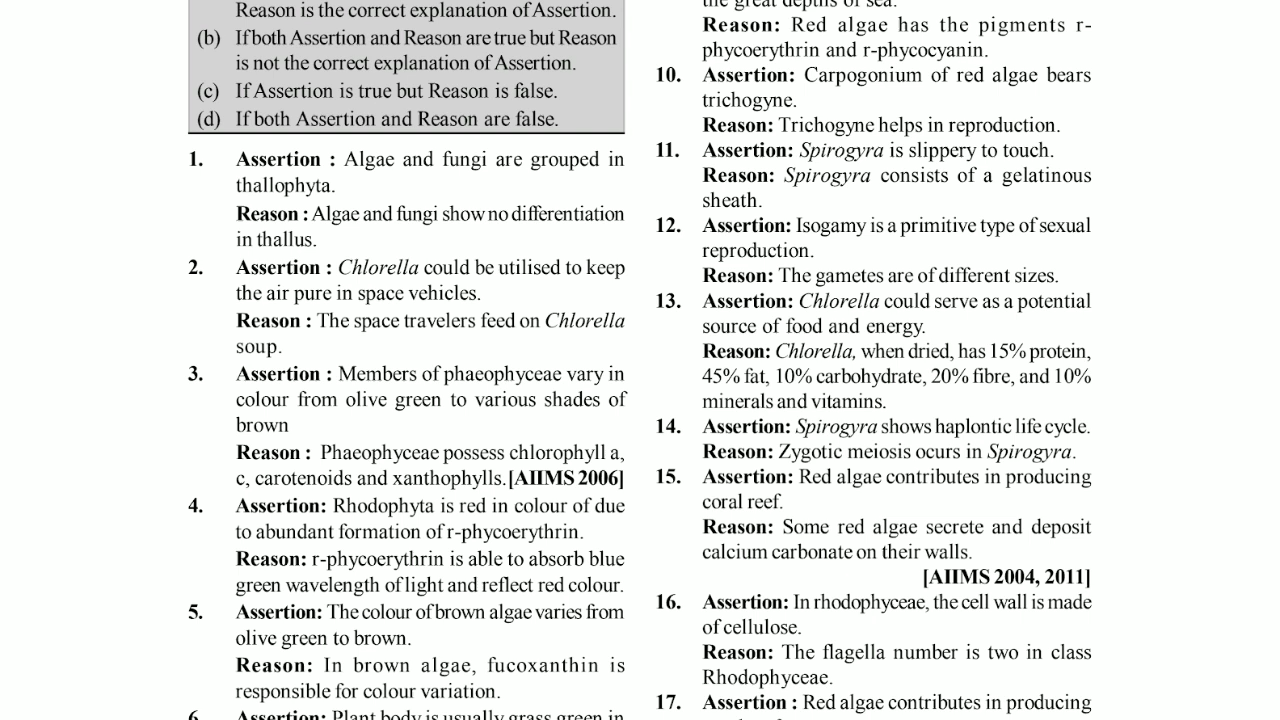 Reason is the correct explanation of Assertion.
(b) If both Assertion and Reason are true but Reason
is not the correct explanation of Assertion.
(c) If Assertion is true but Reason is false.
(d) If both Assertion and Reason are false.
1. Assertion : Algae and fungi are grouped in
thallophyta.
Reason : Algae and fungi show no differentiation
in thallus.
2. Assertion : Chlorella could be utilised to keep
the air pure in space vehicles.
Reason : The space travelers feed on Chlorella
soup.
3. Assertion : Members of phaeophyceae vary in
colour from olive green to various shades of
brown
Reason : Phaeophyceae possess chlorophyll a,
c, carotenoids and xanthophylls. [AIIMS 2006]
4. Assertion: Rhodophyta is red in colour of due
to abundant formation of r-phycoerythrin.
Reason: r-phycoerythrin is able to absorb blue
green wavelength of light and reflect red colour.
5. Assertion: The colour of brown algae varies from
olive green to brown.
Reason: In brown algae, fucoxanthin is
responsible for colour variation.
6. Assertion: Plant body is usually grass green in
the great depths of sea.
Reason: Red algae has the pigments r-
phycoerythrin and r-phycocyanin.
10. Assertion: Carpogonium of red algae bears
trichogyne.
Reason: Trichogyne helps in reproduction.
11. Assertion: Spirogyra is slippery to touch.
Reason: Spirogyra consists of a gelatinous
sheath.
12. Assertion: Isogamy is a primitive type of sexual
reproduction.
Reason: The gametes are of different sizes.
13. Assertion: Chlorella could serve as a potential
source of food and energy.
Reason: Chlorella, when dried, has 15% protein,
45% fat, 10% carbohydrate, 20% fibre, and 10%
minerals and vitamins.
14. Assertion: Spirogyra shows haplontic life cycle.
Reason: Zygotic meiosis ocurs in Spirogyra.
15. Assertion: Red algae contributes in producing
coral reef.
Reason: Some red algae secrete and deposit
calcium carbonate on their walls.
[AIIMS 2004, 2011]
16. Assertion: In rhodophyceae, the cell wall is made
of cellulose.
Reason: The flagella number is two in class
Rhodophyceae.
17. Assertion : Red algae contributes in producing